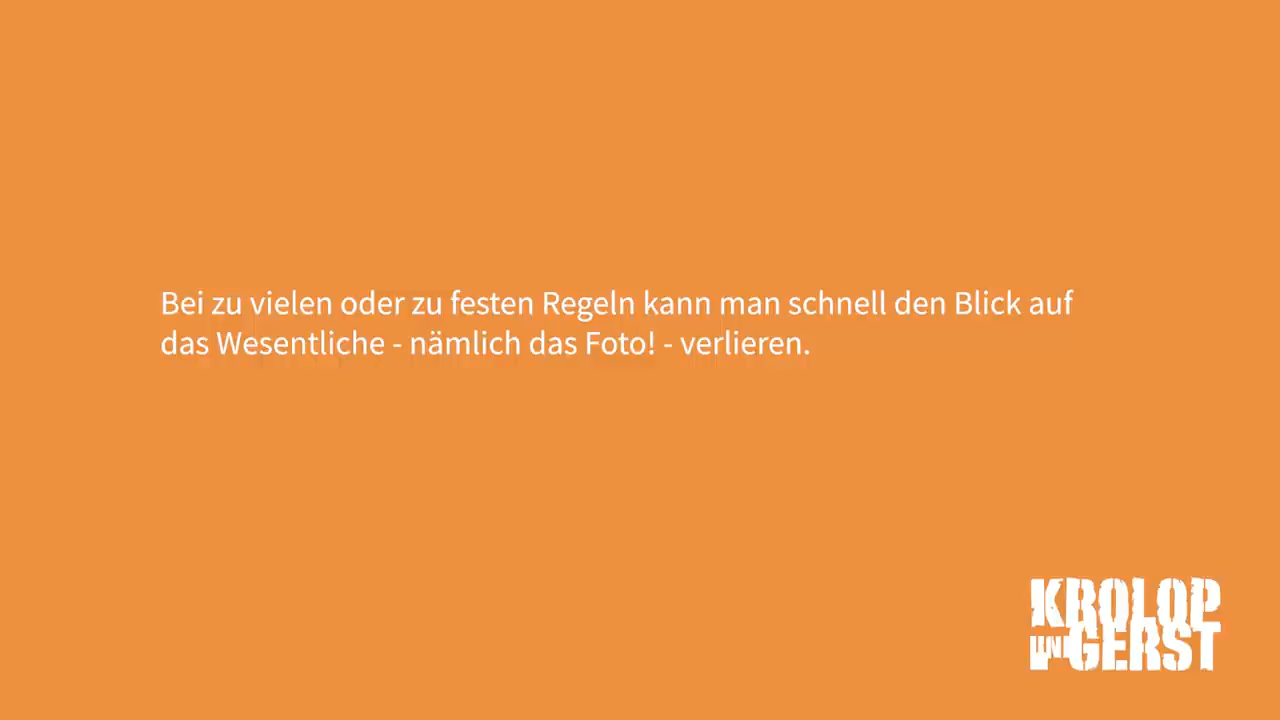 Bei zu vielen oder zu festen Regeln kann man schnell den Blick auf
das Wesentliche - nämlich das Foto! - verlieren.
KROLOP
UND GERST